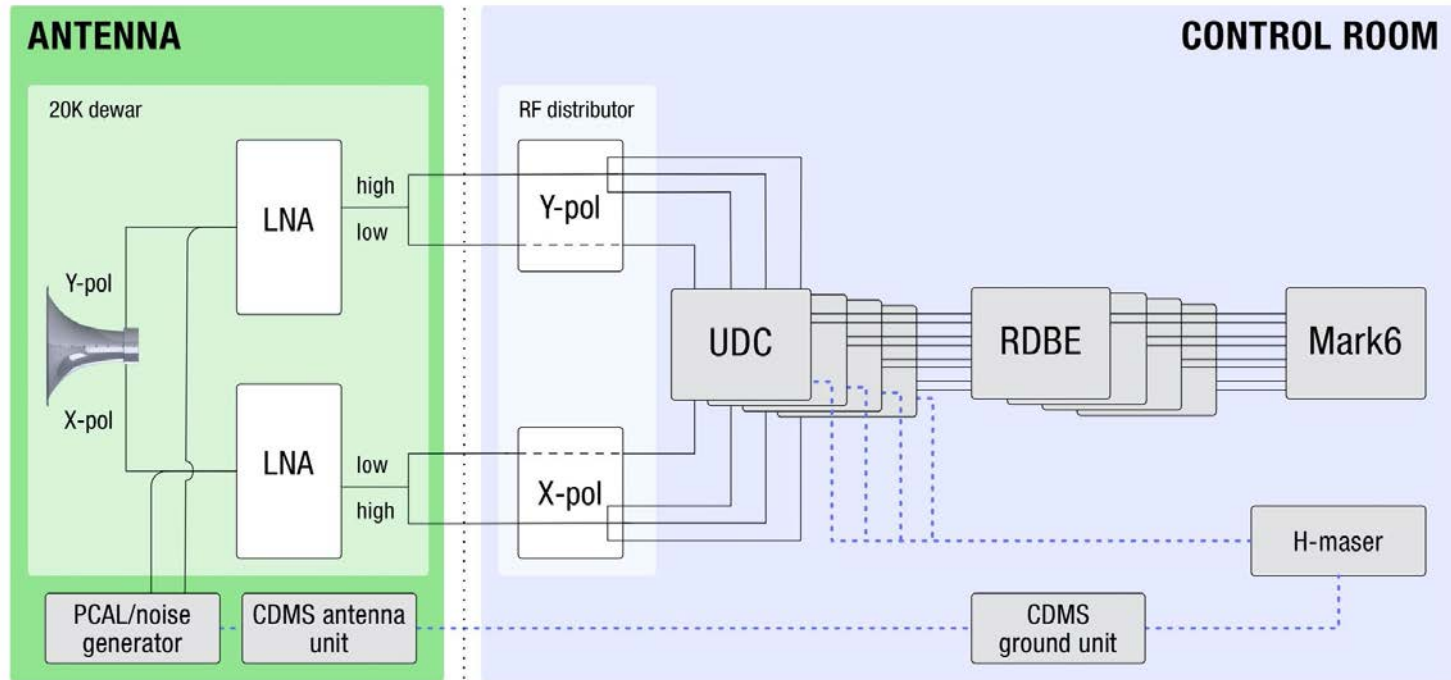 ANTENNA
CONTROL ROOM
20K dewar
RF distributor
LNA
high
low
Y-pol
Y-pol
X-pol
LNA
low
high
X-pol
UDC
RDBE
Mark6
H-maser
PCAL/noise
generator
CDMS antenna
unit
CDMS
ground unit